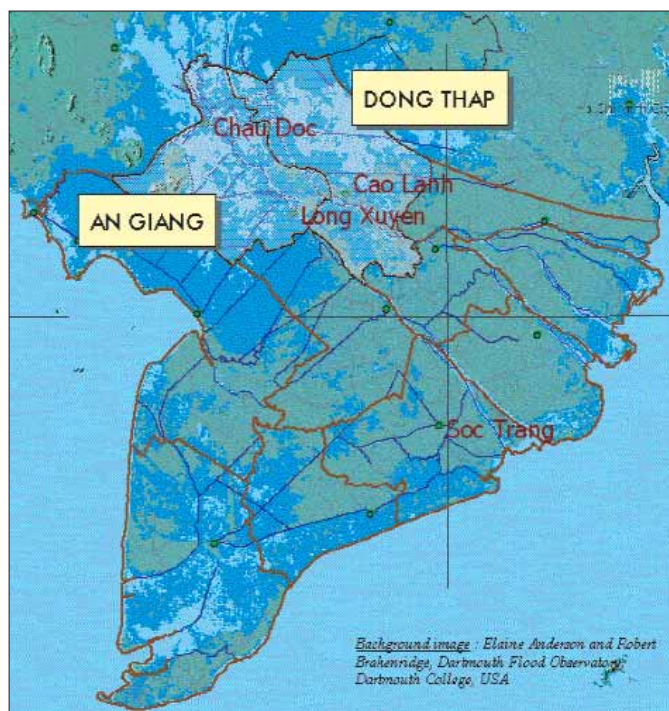 DONG THAP
Chau Doc
Cao Lanh
AN GIANG
Long Xuyen
Soc Trang
Background image : Elaine Anderson and Robert
Brakenridge, Dartmouth Flood Observatory,
Dartmouth College, USA